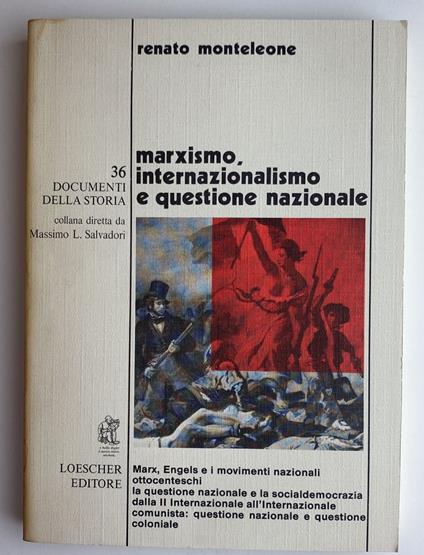 renato monteleone
36
DOCUMENTI
DELLA STORIA
collana diretta da
Massimo L. Salvadori
marxismo,
internazionalismo
e questione nazionale
LOESCHER
EDITORE
Marx, Engels e i movimenti nazionali
ottocenteschi
la questione nazionale e la socialdemocrazia
dalla II Internazionale all'Internazionale
comunista: questione nazionale e questione
coloniale